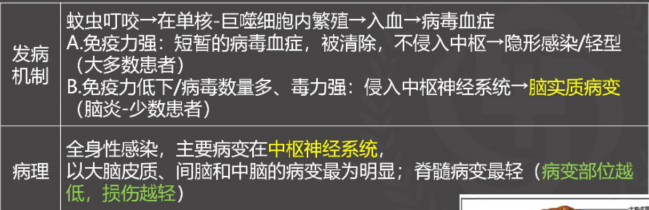 发病
机制
蚊虫叮咬→在单核-巨噬细胞内繁殖→入血→病毒血症
A.免疫力强：短暂的病毒血症，被清除，不侵入中枢→隐形感染/轻型
（大多数患者）
B.免疫力低下/病毒数量多、毒力强：侵入中枢神经系统→脑实质病变
（脑炎-少数患者）
病理
全身性感染，主要病变在中枢神经系统，
以大脑皮质、间脑和中脑的病变最为明显；脊髓病变最轻（病变部位越
低，损伤越轻）